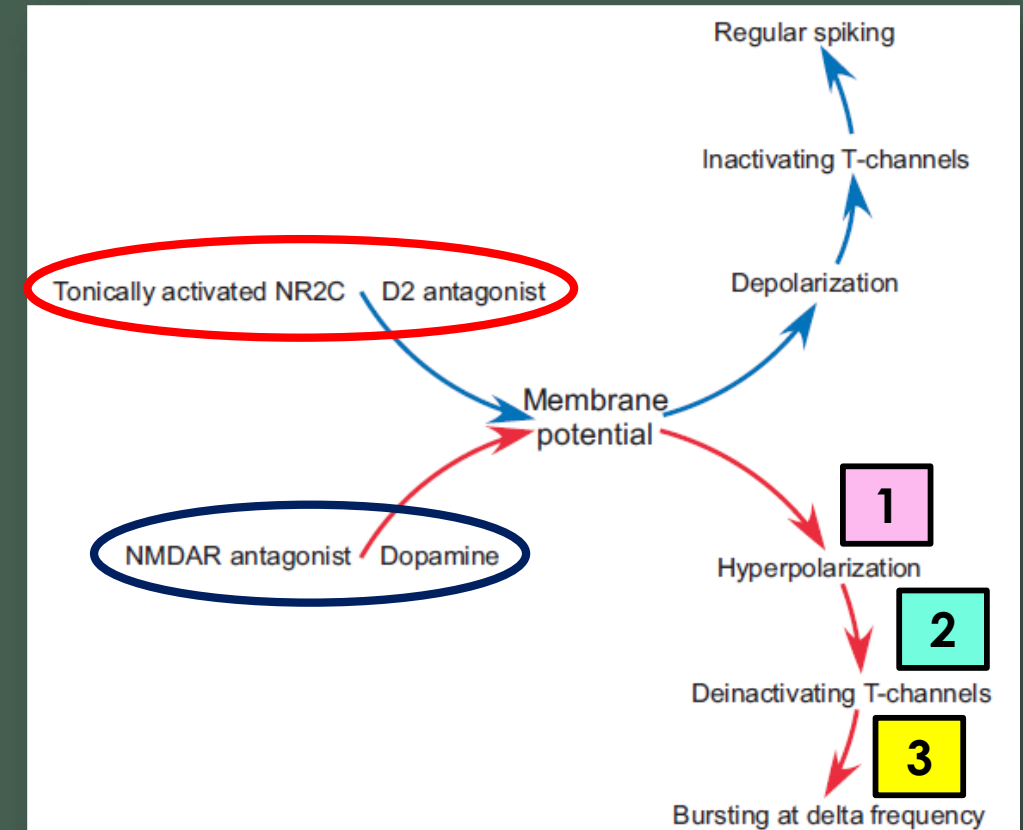 Regular spiking
Inactivating T-channels
Tonically activated NR2C D2 antagonist
Depolarization
Membrane
potential
1
NMDAR antagonist Dopamine
Hyperpolarization
2
Deinactivating T-channels
3
Bursting at delta frequency